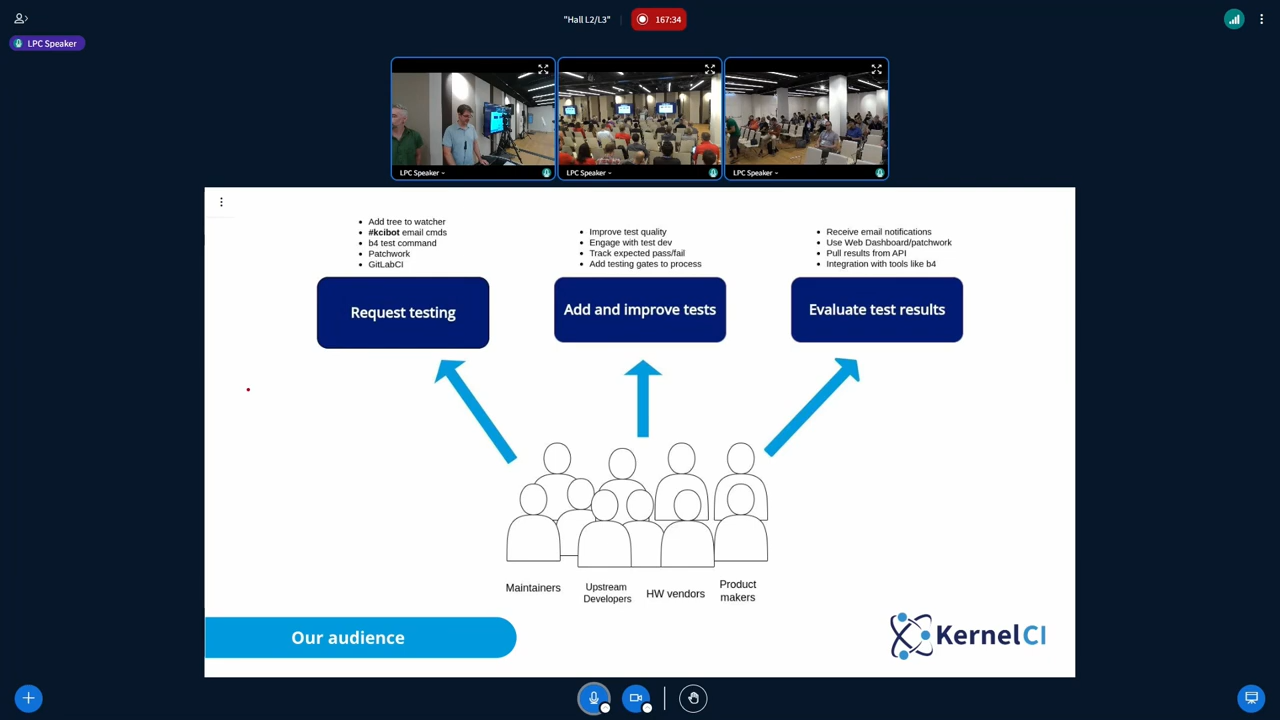 "Hall L2/L3"
167:34
LPC Speaker
LPC Speaker
LPC Speaker
LPC Speaker
Add tree to watcher
#kcibot email cmds
b4 test command
Patchwork
GitLabCI
Request testing
Improve test quality
Engage with test dev
Track expected pass/fail
Add testing gates to process
Add and improve tests
Receive email notifications
Use Web Dashboard/patchwork
Pull results from API
Integration with tools like b4
Evaluate test results
Maintainers
Upstream
Developers
HW vendors
Product
makers
Our audience
KernelCI